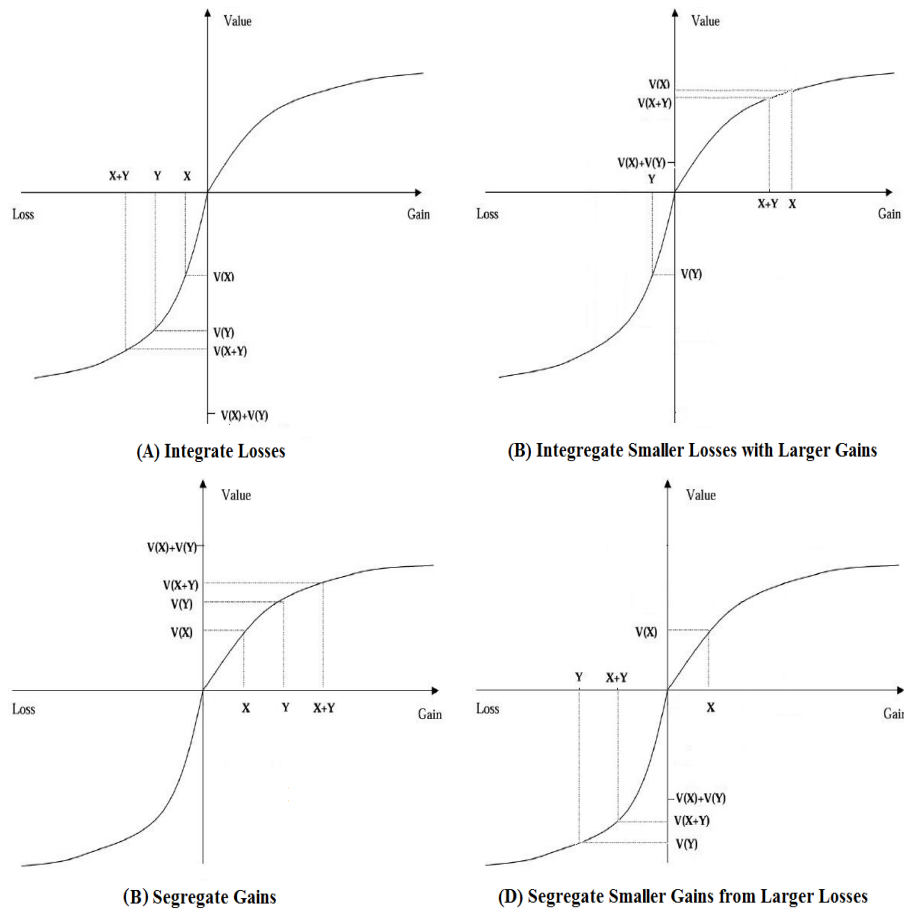 Value
X+Y Y X
Loss
Gain
V(X)
V(Y)
V(X+Y)
V(X)+V(Y)
(A) Integrate Losses
Value
V(X)
V(X+Y)
V(X)+V(Y)
Y
X+Y X
Loss
Gain
V(Y)
(B) Integregate Smaller Losses with Larger Gains
Value
V(X)+V(Y)
V(X+Y)
V(Y)
V(X)
Loss
X Y X+Y
Gain
(B) Segregate Gains
Value
V(X)
Y X+Y
Loss
X
Gain
V(X)+V(Y)
V(X+Y)
V(Y)
(D) Segregate Smaller Gains from Larger Losses